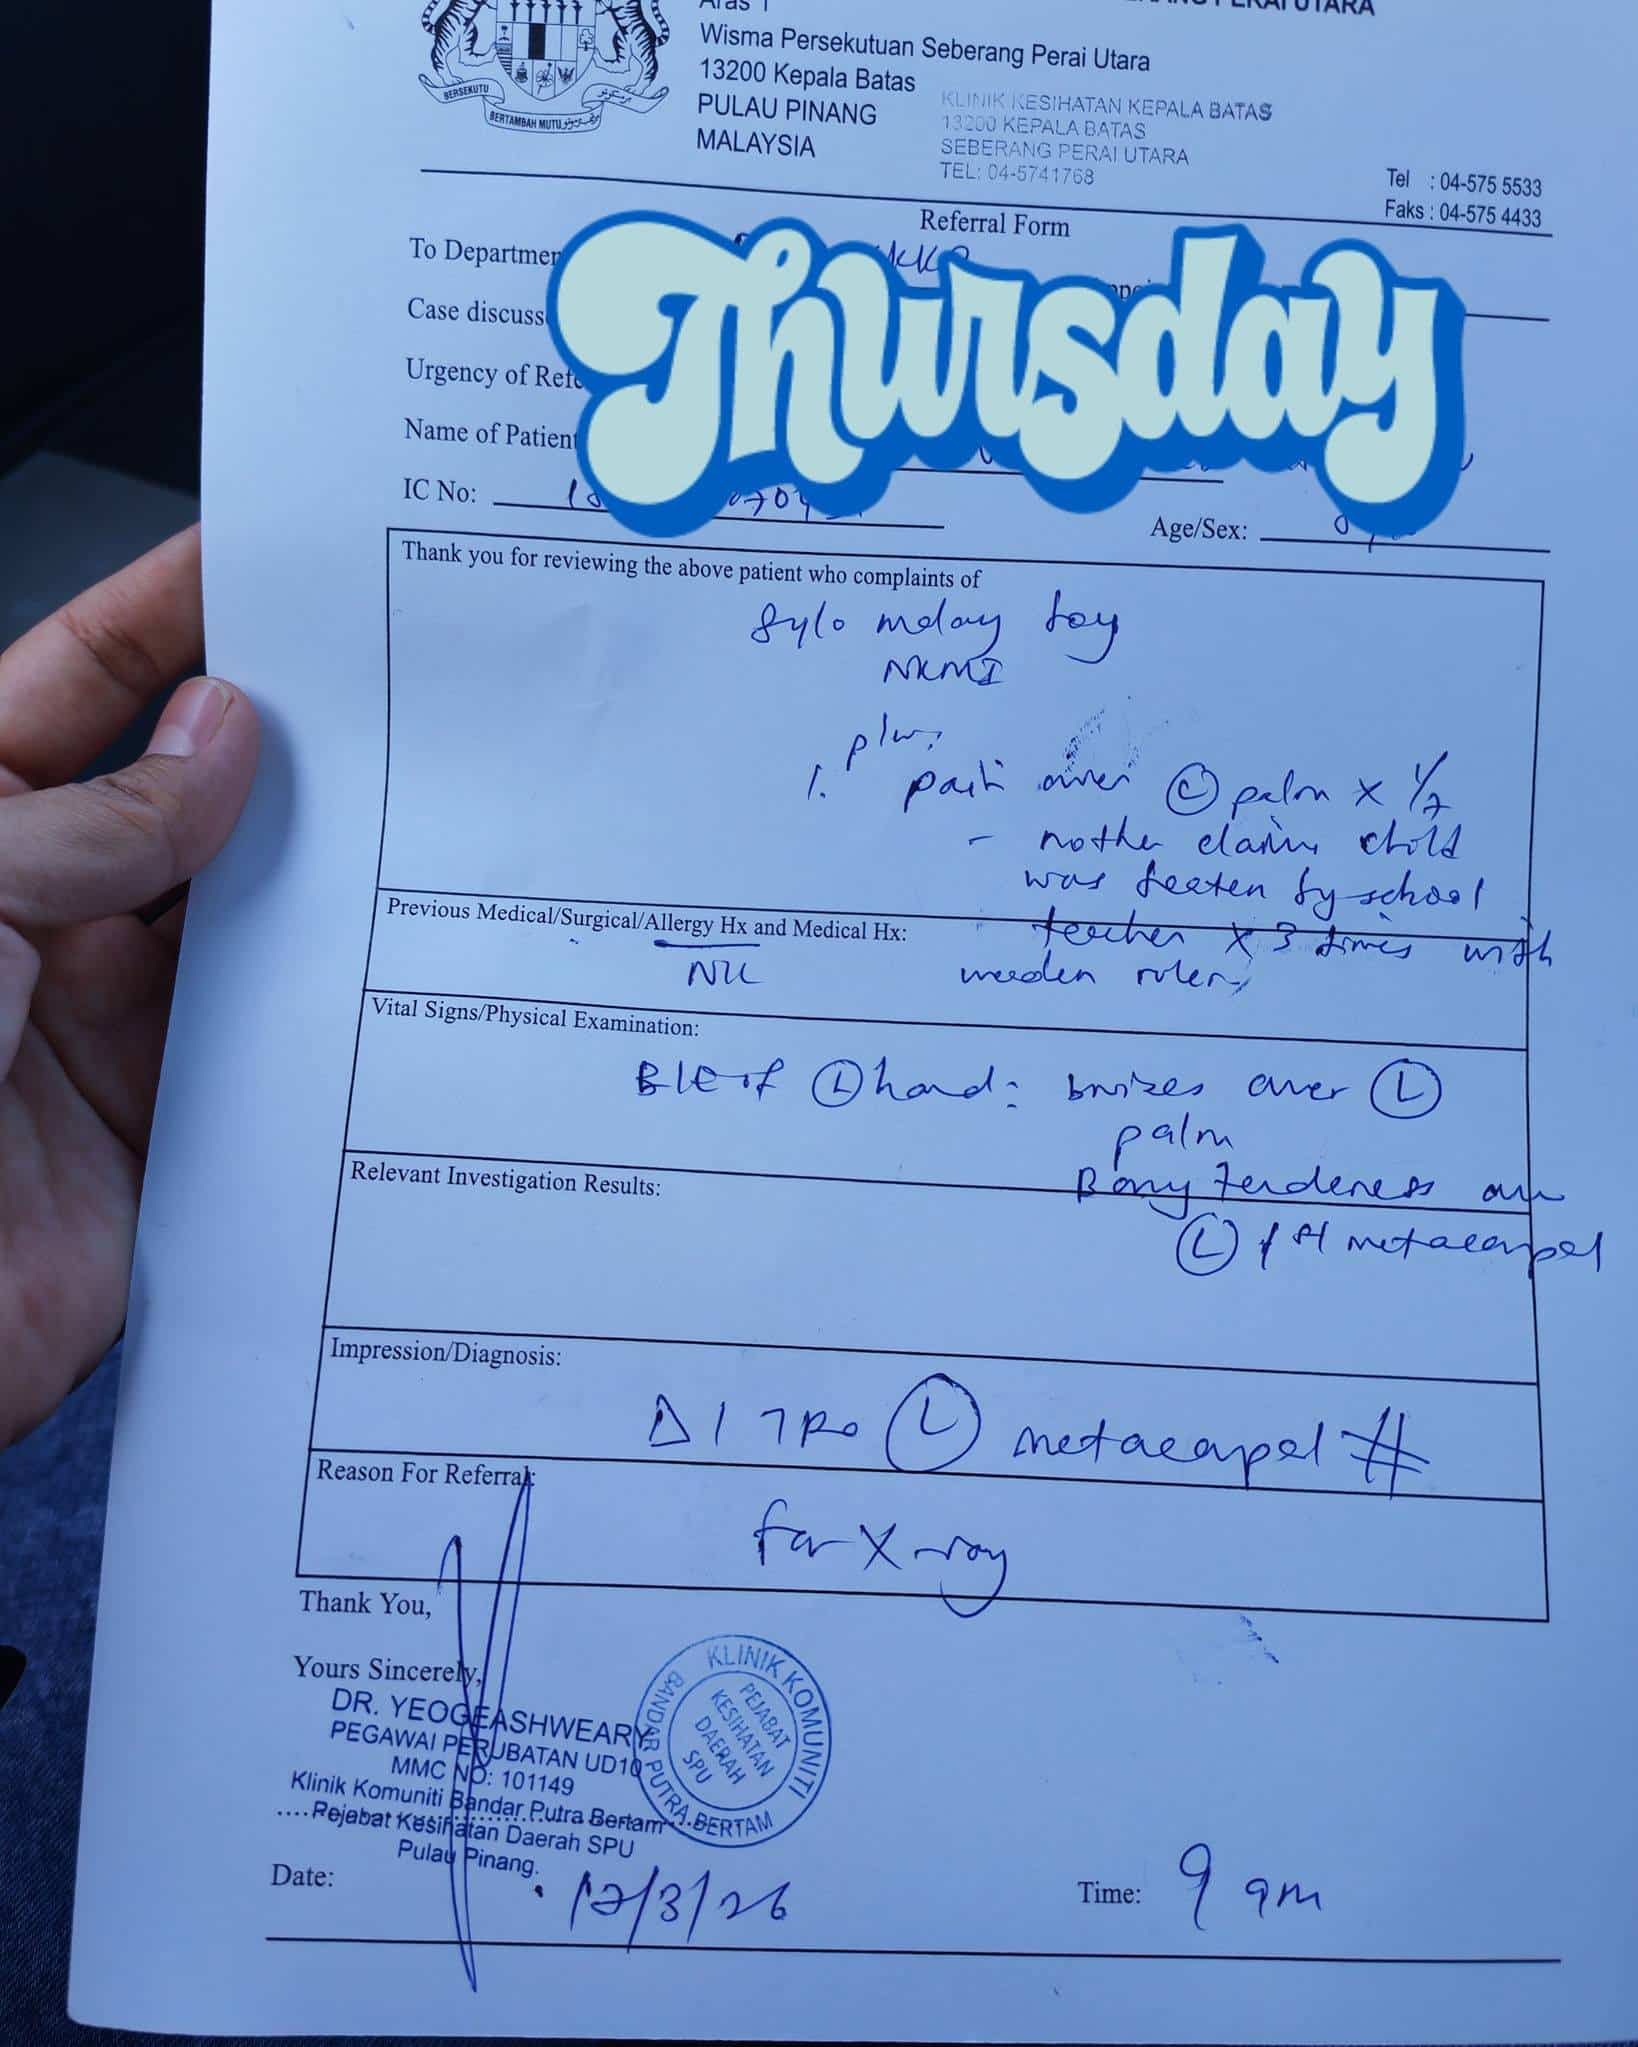 BERSEKUTU
BERTAMBAH MUTU
Aras 1
Wisma Persekutuan Seberang Perai Utara
13200 Kepala Batas
PULAU PINANG
MALAYSIA
KLINIK KESIHATAN KEPALA BATAS
13200 KEPALA BATAS
SEBERANG PERAI UTARA
TEL: 04-5741768
Tel : 04-575 5533
Faks : 04-575 4433
Referral Form
To
Case
Urgency of
Name of
Thursday
IC No:
Age/Sex:
Thank you for reviewing the above patient who complaints of
8y1o malay boy
NKMI
1. pain over Ⓛ palm x 1/7
- mother claims child
was beaten by school
teacher x 3 times with
wooden ruler
Previous Medical/Surgical/Allergy Hx and Medical Hx:
Nil
Vital Signs/Physical Examination:
Ⓛ hand: bruises over Ⓛ
palm
Bony tenderness over
Ⓛ 1st metacarpel
Relevant Investigation Results:
Impression/Diagnosis:
Ⓛ metacarpel #
Reason For Referral:
for X-ray
Thank You,
Yours Sincerely,
DR. YEOGEASHWEARY
PEGAWAI PERUBATAN UD10
MMC NO: 101149
Klinik Komuniti Bandar Putra Bertam
Pejabat Kesihatan Daerah SPU
Pulau Pinang.
KLINIK KOMUNITI
BANDAR PUTRA BERTAM
PEJABAT
KESIHATAN
DAERAH
SPU
Date: 12/3/26
Time: 9 am